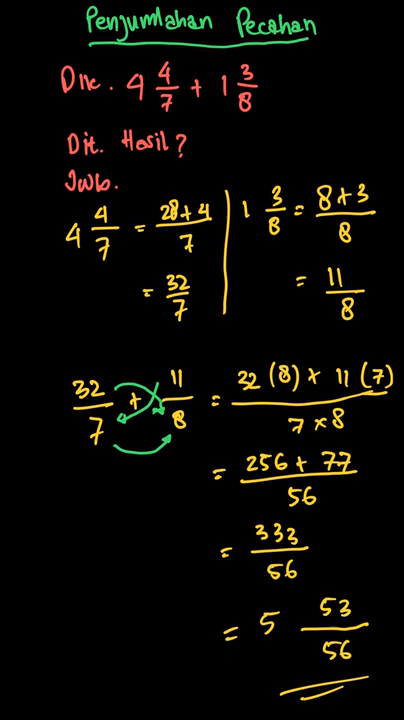 Penjumlahan Pecahan
Dik. 4 4/7 + 1 3/8
Dit. Hasil?
Jwb.
4 4/7 = (28+4)/7 | 1 3/8 = (8+3)/8
= 32/7 | = 11/8
32/7 + 11/8 = (32 (8) + 11 (7))/(7 × 8)
= (256 + 77)/56
= 333/56
= 5 53/56